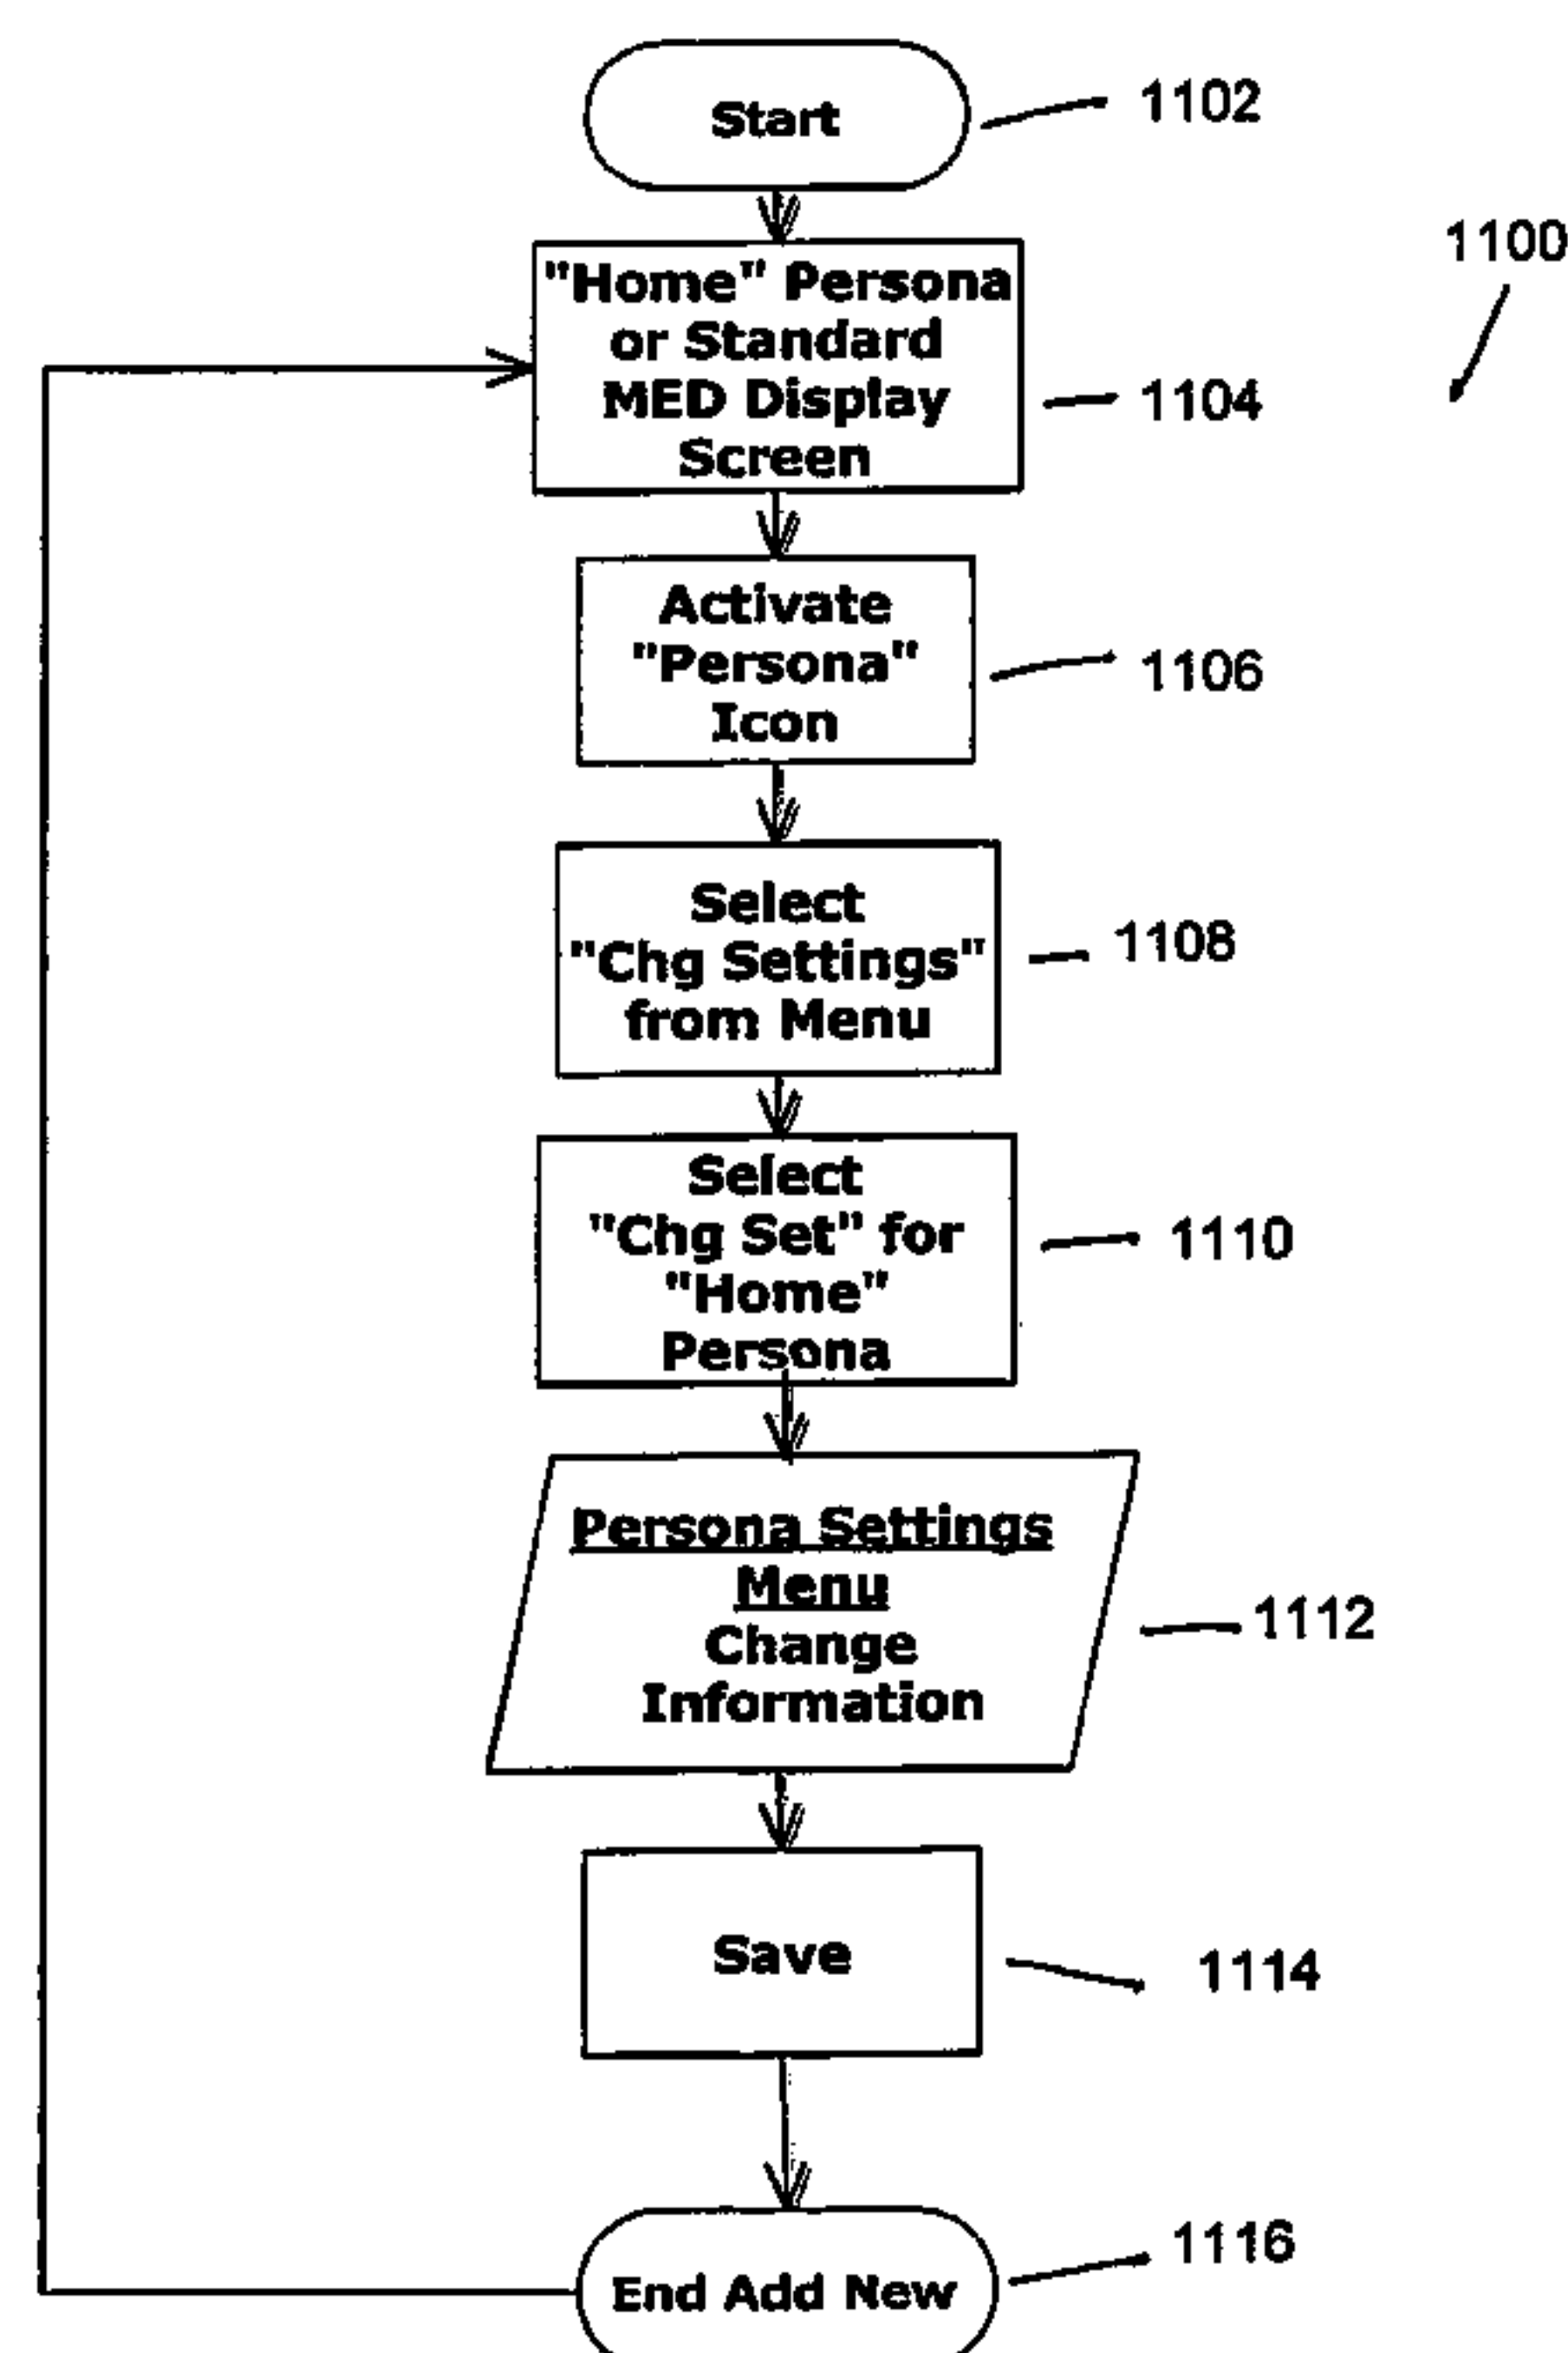 Start
1102
1100
"Home" Persona
or Standard
MED Display
Screen
1104
Activate
"Persona"
Icon
1106
Select
"Chg Settings"
from Menu
1108
Select
"Chg Set" for
"Home"
Persona
1110
Persona Settings
Menu
Change
Information
1112
Save
1114
End Add New
1116